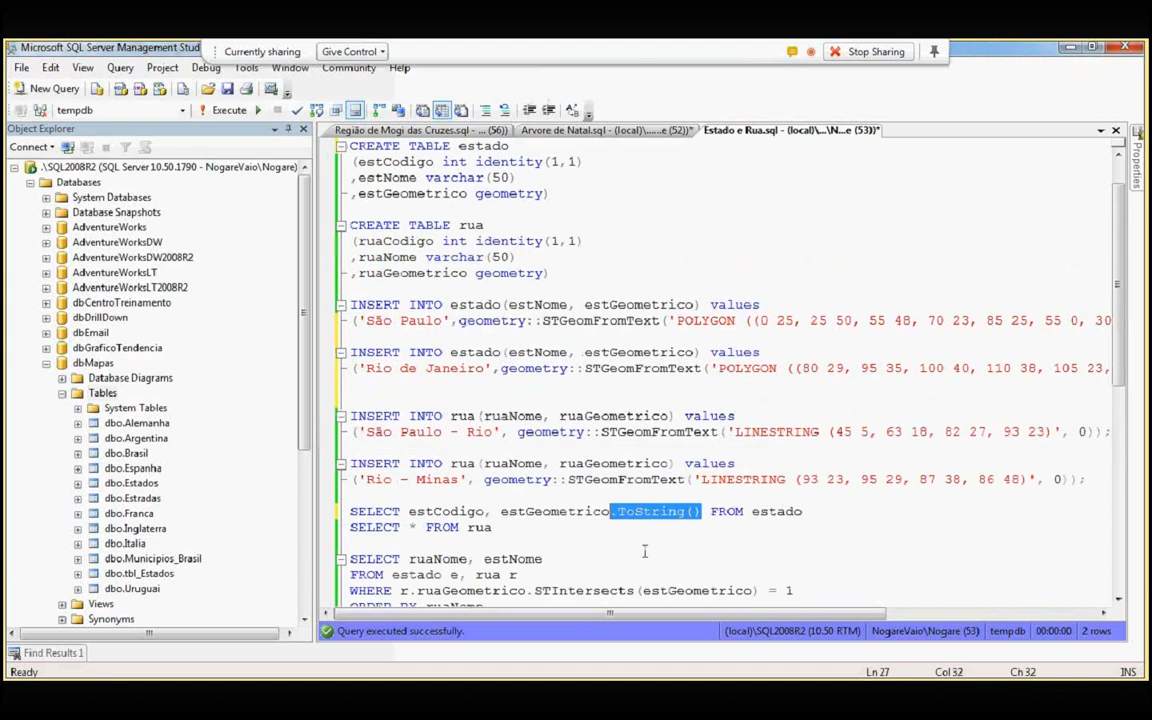 Microsoft SQL Server Management Stud
Currently sharing
Give Control
Stop Sharing
File Edit View Query Project Debug Tools Window Community Help
New Query
tempdb
Execute
Object Explorer
Connect
.\SQL2008R2 (SQL Server 10.50.1790 - NogareVaio\Nogare)
Databases
System Databases
Database Snapshots
AdventureWorks
AdventureWorksDW
AdventureWorksDW2008R2
AdventureWorksLT
AdventureWorksLT2008R2
dbCentroTreinamento
dbDrillDown
dbEmail
dbGraficoTendencia
dbMapas
Database Diagrams
Tables
System Tables
dbo.Alemanha
dbo.Argentina
dbo.Brasil
dbo.Espanha
dbo.Estados
dbo.Estradas
dbo.Franca
dbo.Inglaterra
dbo.Italia
dbo.Municipios_Brasil
dbo.tbl_Estados
dbo.Uruguai
Views
Synonyms
Região de Mogi das Cruzes.sql - ... (56))
Arvore de Natal.sql - (local)\.....e (52))*
Estado e Rua.sql - (local)\...\N...e (53))*
CREATE TABLE estado
(estCodigo int identity(1,1)
,estNome varchar(50)
,estGeometrico geometry)
CREATE TABLE rua
(ruaCodigo int identity(1,1)
,ruaNome varchar(50)
,ruaGeometrico geometry)
INSERT INTO estado(estNome, estGeometrico) values
('São Paulo',geometry::STGeomFromText('POLYGON ((0 25, 25 50, 55 48, 70 23, 85 25, 55 0, 30
INSERT INTO estado(estNome, estGeometrico) values
('Rio de Janeiro',geometry::STGeomFromText('POLYGON ((80 29, 95 35, 100 40, 110 38, 105 23,
INSERT INTO rua(ruaNome, ruaGeometrico) values
('São Paulo - Rio', geometry::STGeomFromText('LINESTRING (45 5, 63 18, 82 27, 93 23)', 0));
INSERT INTO rua(ruaNome, ruaGeometrico) values
('Rio - Minas', geometry::STGeomFromText('LINESTRING (93 23, 95 29, 87 38, 86 48)', 0));
SELECT estCodigo, estGeometrico.ToString() FROM estado
SELECT * FROM rua
SELECT ruaNome, estNome
FROM estado e, rua r
WHERE r.ruaGeometrico.STIntersects(estGeometrico) = 1
ORDER BY ruaNome
Properties
Query executed successfully.
(local)\SQL2008R2 (10.50 RTM)
NogareVaio\Nogare (53)
tempdb
00:00:00
2 rows
Find Results 1
Ready
Ln 27
Col 32
Ch 32
INS